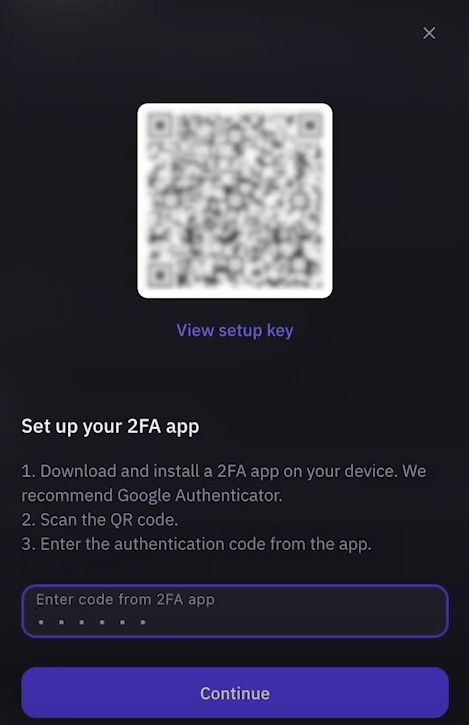 View setup key
Set up your 2FA app
1. Download and install a 2FA app on your device. We
recommend Google Authenticator.
2. Scan the QR code.
3. Enter the authentication code from the app.
Enter code from 2FA app
Continue